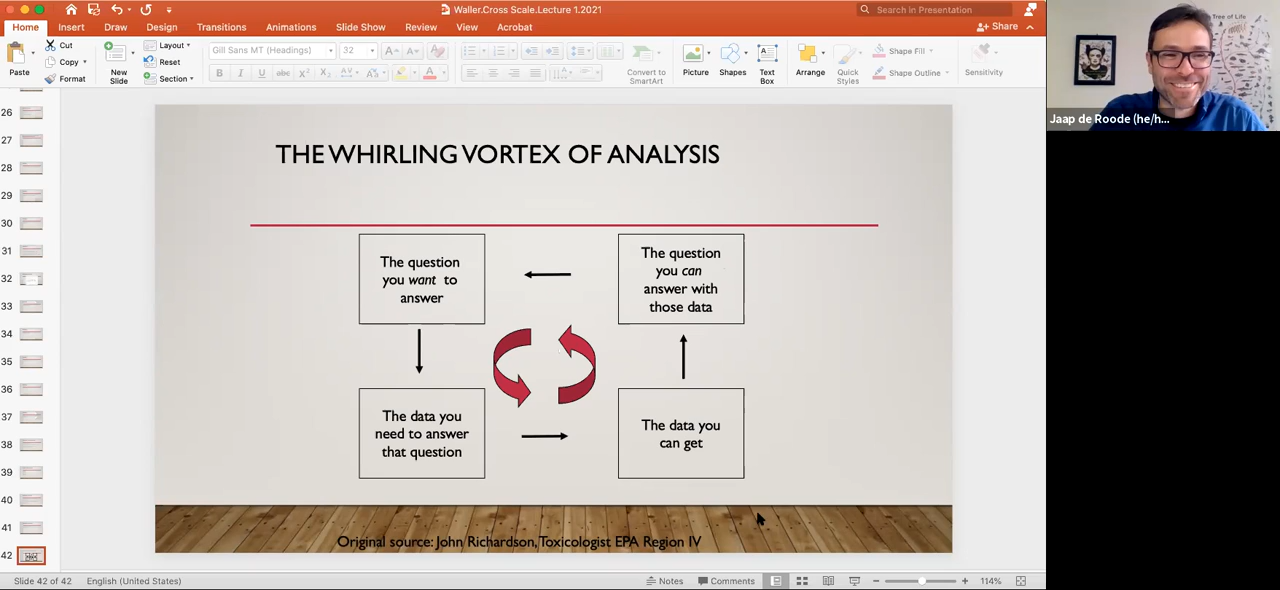 Waller.Cross Scale.Lecture 1.2021
Search in Presentation
Home Insert Draw Design Transitions Animations Slide Show Review View Acrobat
Share
Paste
Cut
Copy
Format
New Slide
Layout
Reset
Section
Gill Sans MT (Headings) 32
Convert to SmartArt
Picture
Shapes
Text Box
Arrange
Quick Styles
Shape Fill
Shape Outline
Sensitivity
26
27
28
29
30
31
32
33
34
35
36
37
38
39
40
41
42
THE WHIRLING VORTEX OF ANALYSIS
The question
you want to
answer
The question
you can
answer with
those data
The data you
need to answer
that question
The data you
can get
Original source: John Richardson, Toxicologist EPA Region IV
Tree of Life
Jaap de Roode (he/h...
Slide 42 of 42 English (United States)
Notes Comments 114%